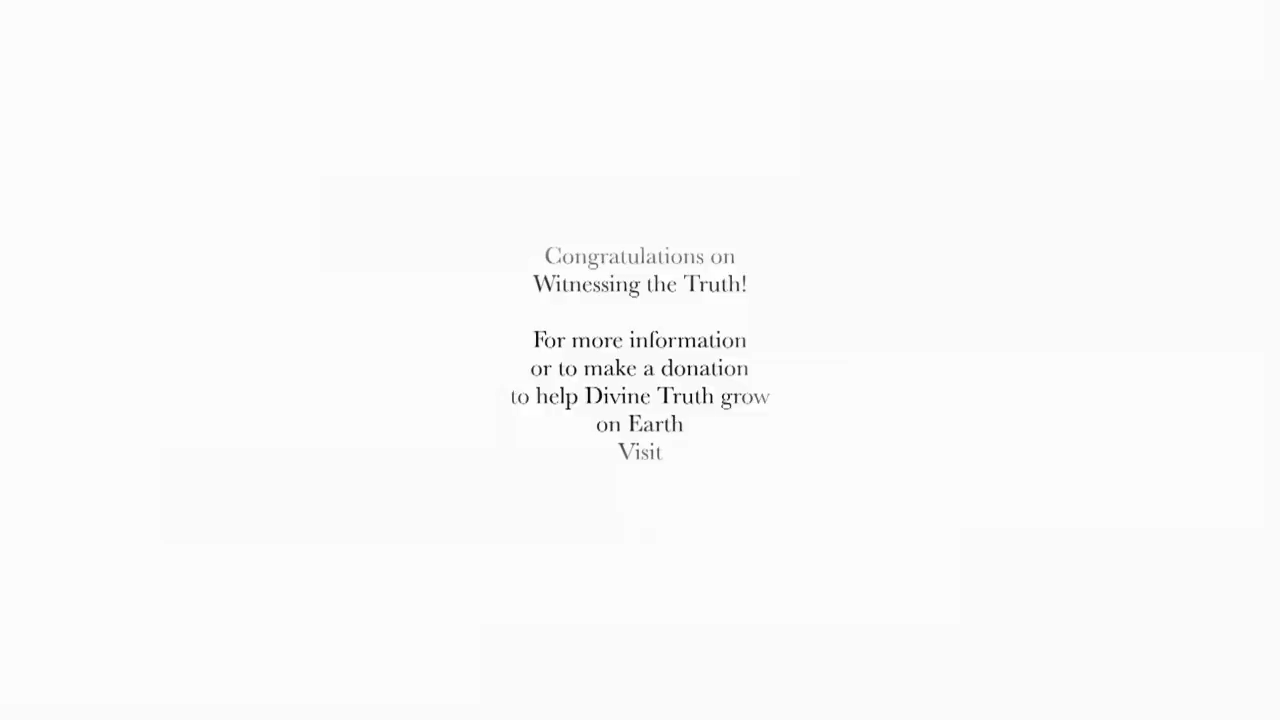 Congratulations on
Witnessing the Truth!
For more information
or to make a donation
to help Divine Truth grow
on Earth
Visit